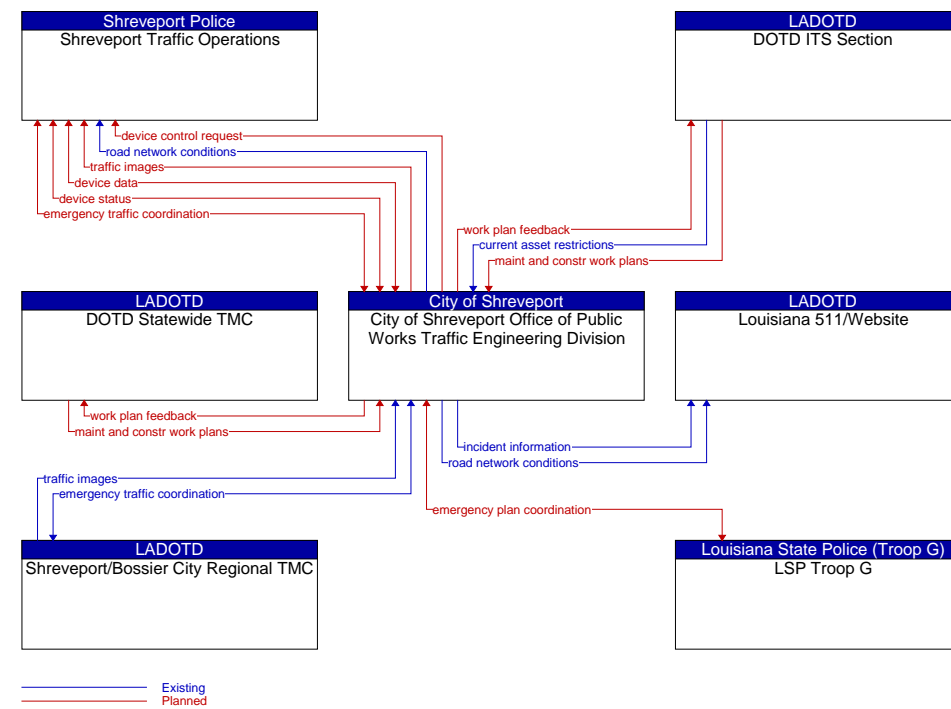 Shreveport Police
Shreveport Traffic Operations
LADOTD
DOTD ITS Section
device control request
road network conditions
traffic images
device data
device status
emergency traffic coordination
work plan feedback
current asset restrictions
maint and constr work plans
LADOTD
DOTD Statewide TMC
City of Shreveport
City of Shreveport Office of Public
Works Traffic Engineering Division
LADOTD
Louisiana 511/Website
work plan feedback
maint and constr work plans
incident information
road network conditions
traffic images
emergency traffic coordination
emergency plan coordination
LADOTD
Shreveport/Bossier City Regional TMC
Louisiana State Police (Troop G)
LSP Troop G
Existing
Planned